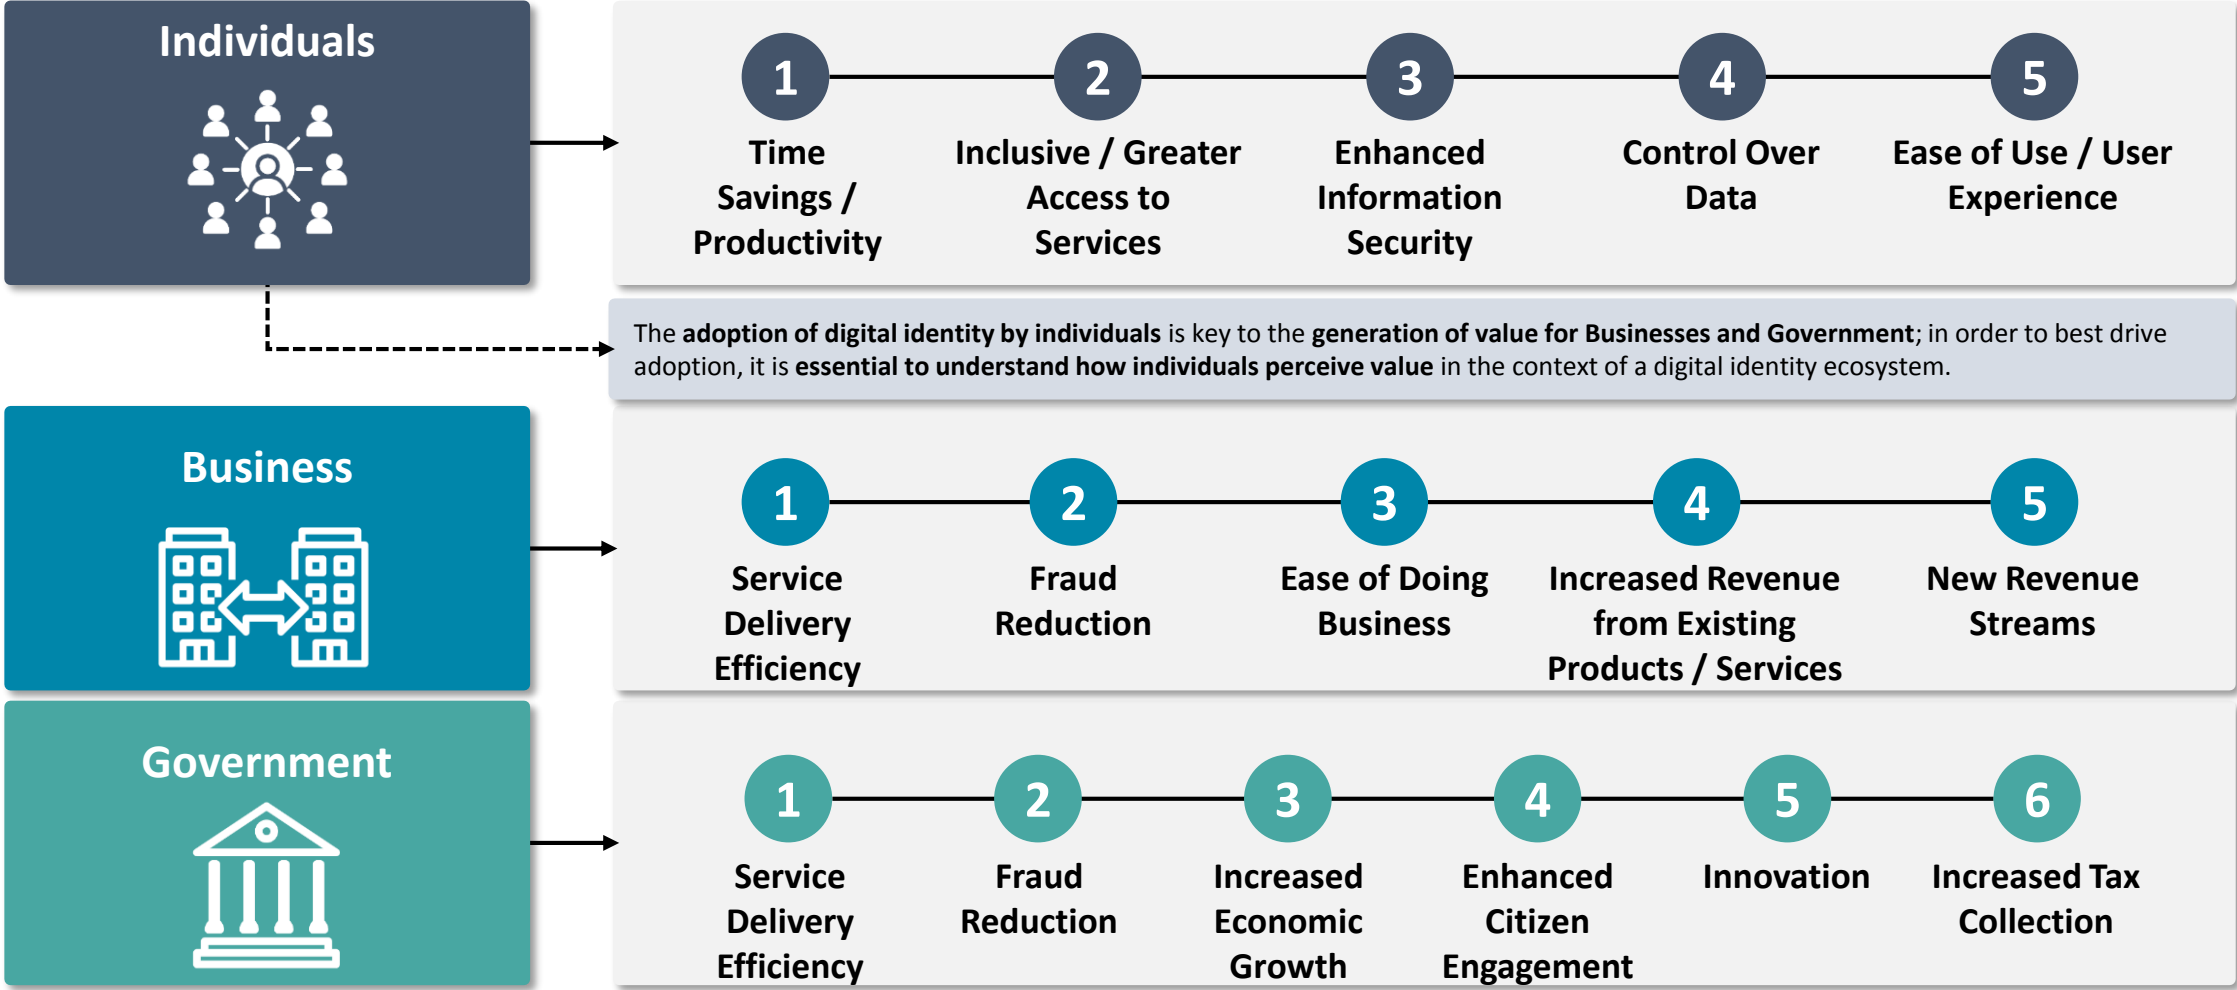 Individuals
1
2
3
4
5
Time
Savings /
Productivity
Inclusive / Greater
Access to
Services
Enhanced
Information
Security
Control Over
Data
Ease of Use / User
Experience
The adoption of digital identity by individuals is key to the generation of value for Businesses and Government; in order to best drive
adoption, it is essential to understand how individuals perceive value in the context of a digital identity ecosystem.
Business
1
2
3
4
5
Service
Delivery
Efficiency
Fraud
Reduction
Ease of Doing
Business
Increased Revenue
from Existing
Products / Services
New Revenue
Streams
Government
1
2
3
4
5
6
Service
Delivery
Efficiency
Fraud
Reduction
Increased
Economic
Growth
Enhanced
Citizen
Engagement
Innovation
Increased Tax
Collection